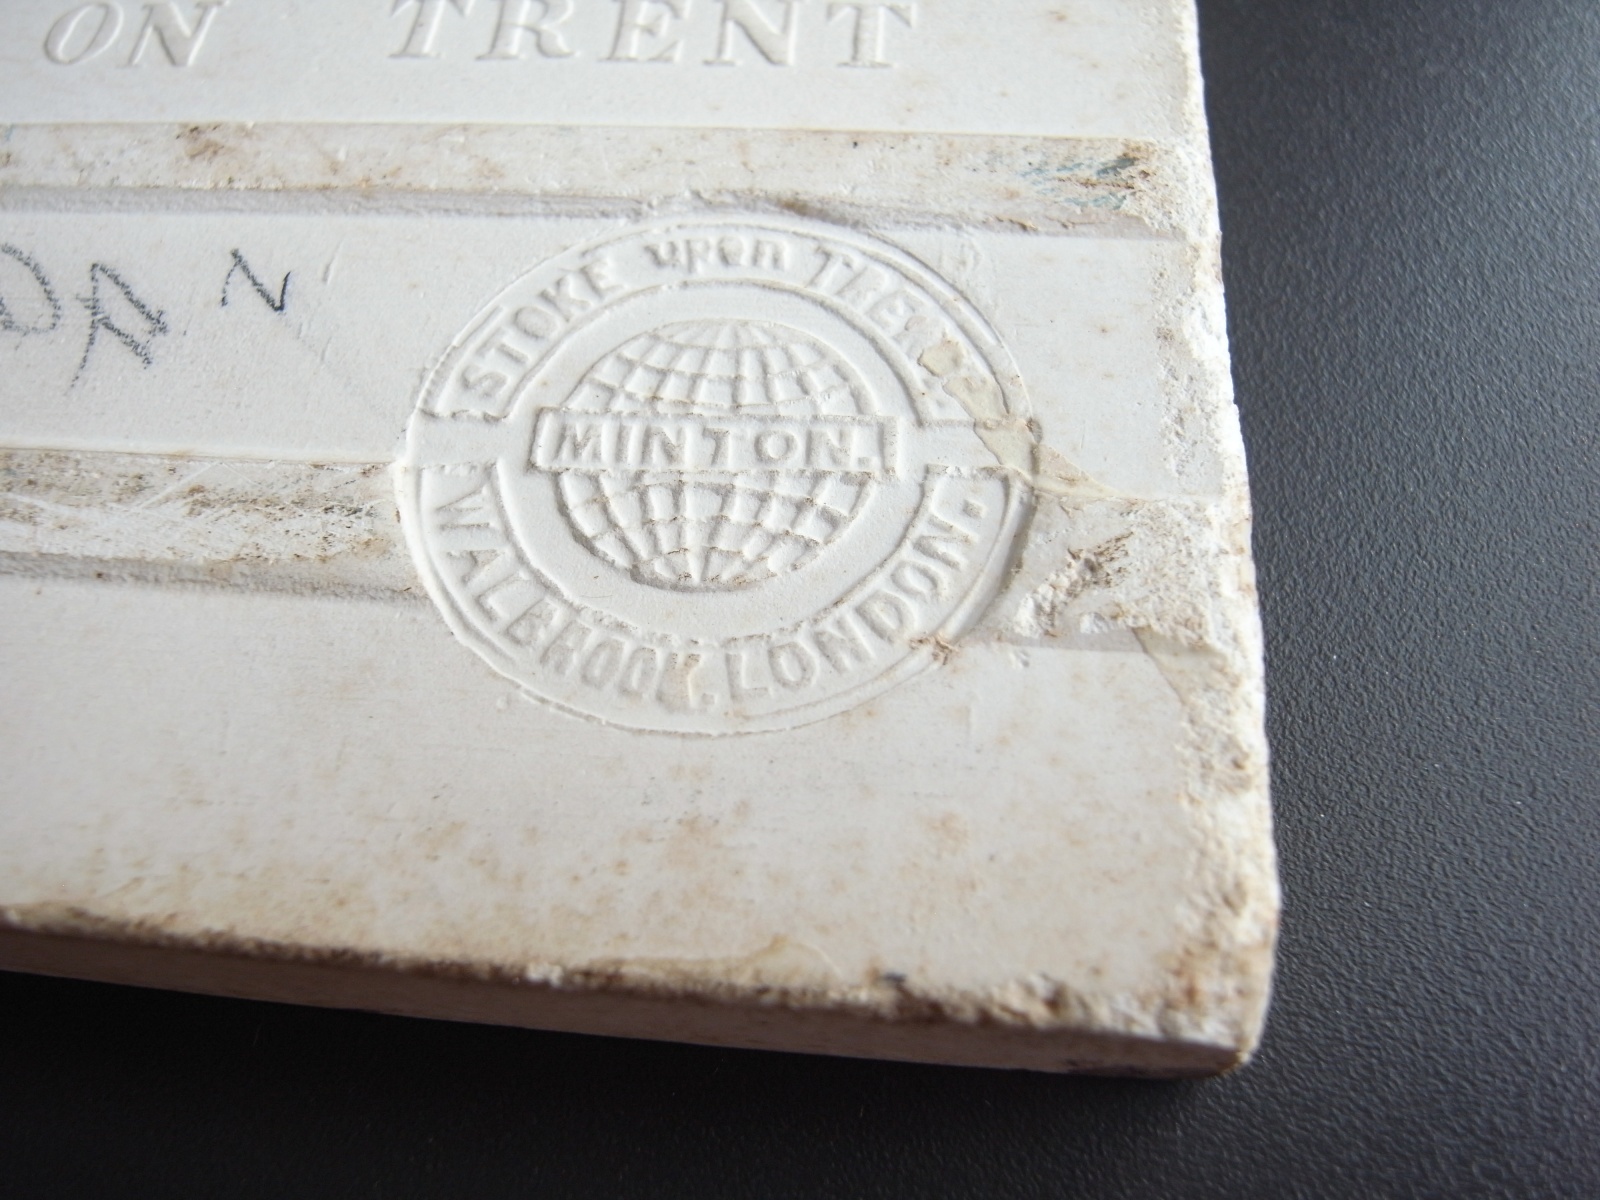 ON TRENT
STOKE upon TRENT
MINTON.
WALBROOK. LONDON.